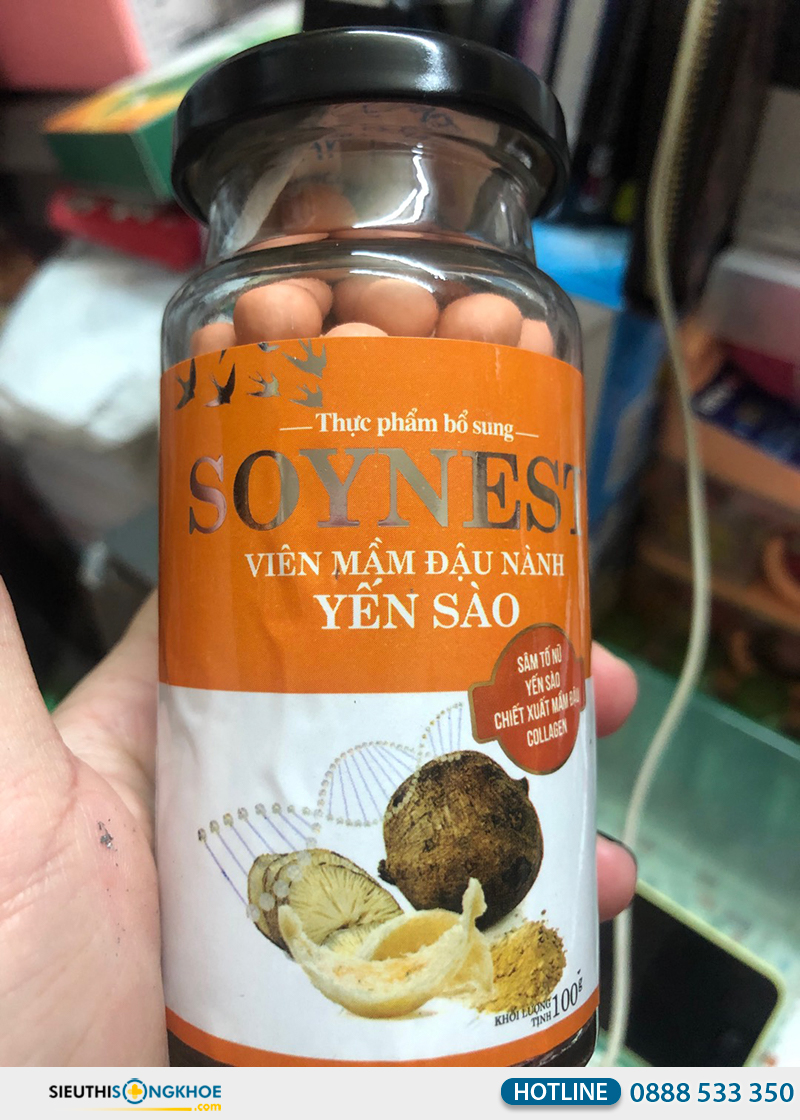 Thực phẩm bổ sung
SOYNEST
VIÊN MẦM ĐẬU NÀNH
YẾN SÀO
SÂM TỐ NỮ
YẾN SÀO
CHIẾT XUẤT MẦM ĐẬU
COLLAGEN
KHỐI LƯỢNG
TỊNH 100g
SIEUTHISONGKHOE
.com
HOTLINE 0888 533 350